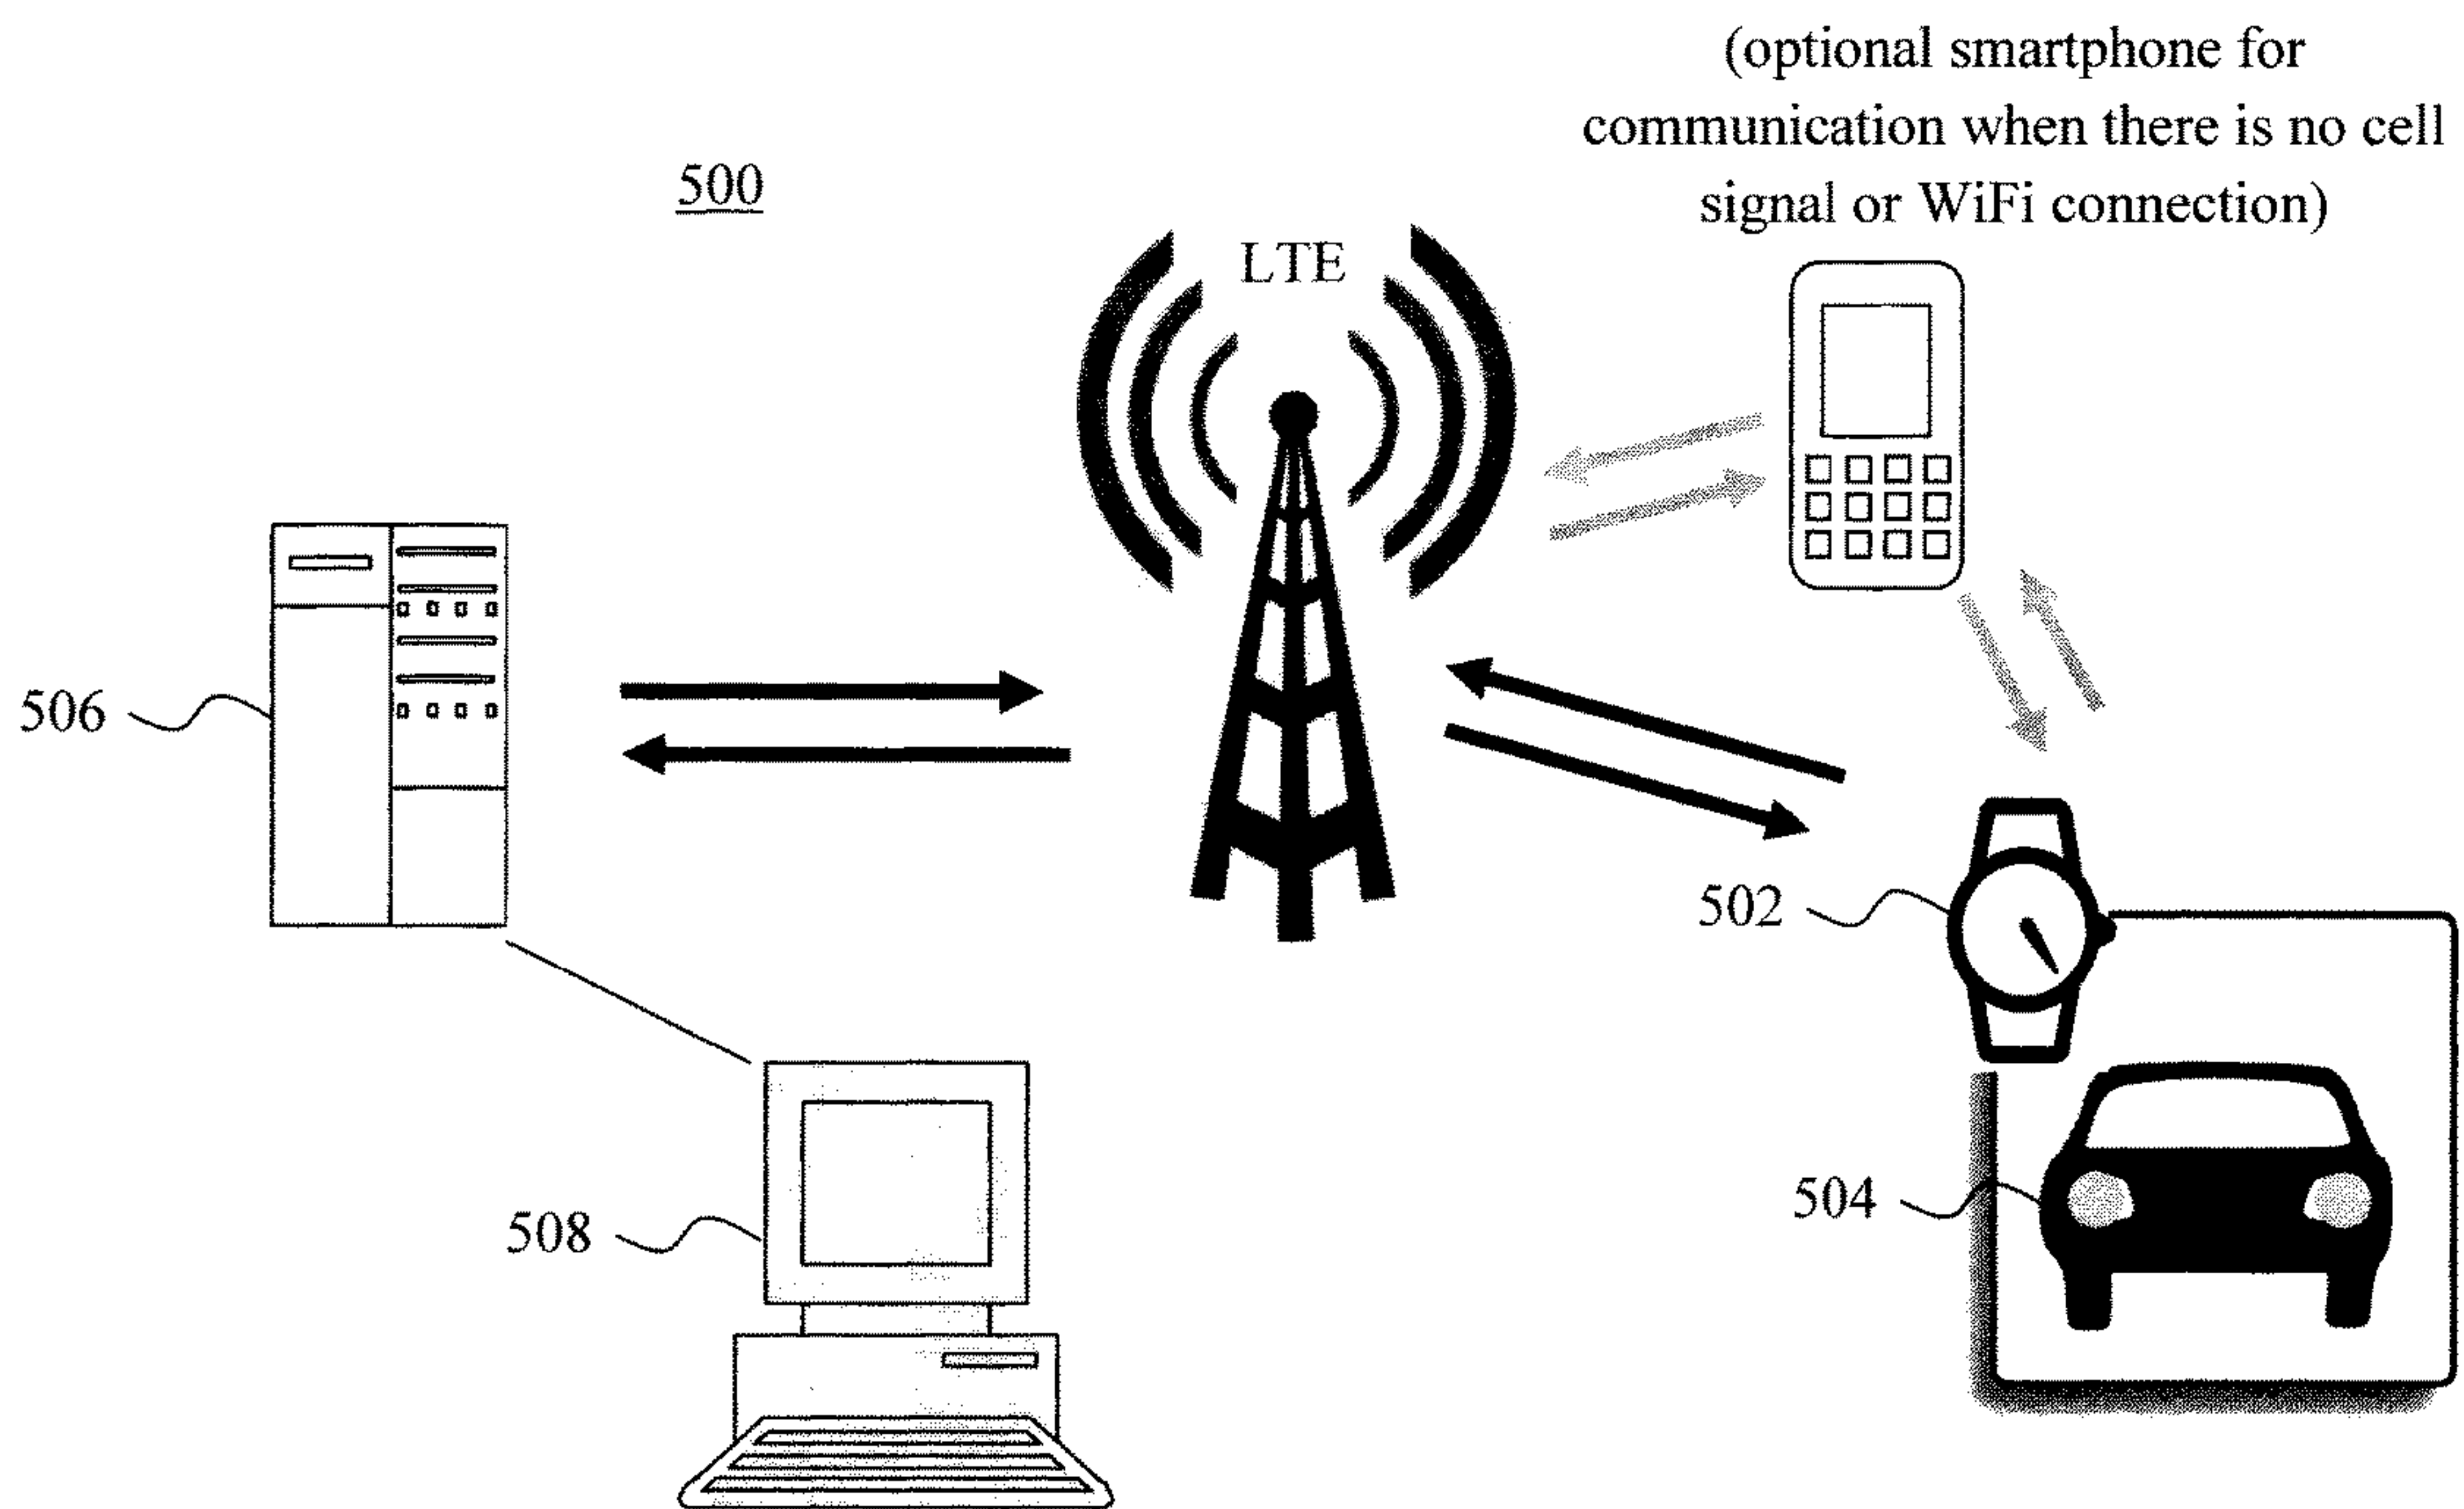 (optional smartphone for
communication when there is no cell
signal or WiFi connection)
500
LTE
506
502
504
508